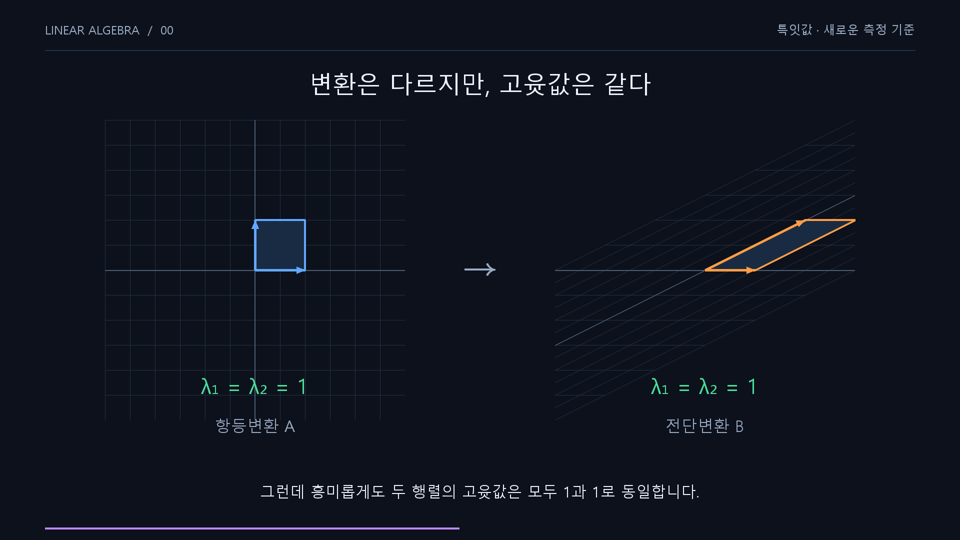 LINEAR ALGEBRA / 00
특잇값 · 새로운 측정 기준
변환은 다르지만, 고윳값은 같다
→
λ₁ = λ₂ = 1
λ₁ = λ₂ = 1
항등변환 A
전단변환 B
그런데 흥미롭게도 두 행렬의 고윳값은 모두 1과 1로 동일합니다.